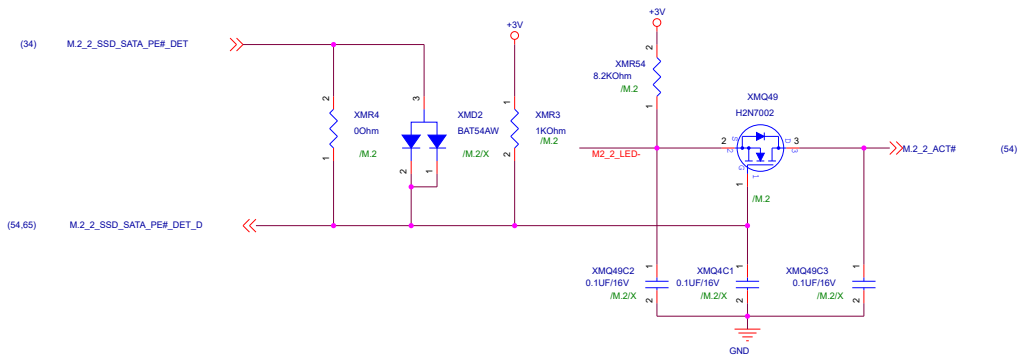 +3V
+3V
(34) M.2_2_SSD_SATA_PE#_DET
2
XMR54
8.2KOhm
/M.2
1
2
XMR4
0Ohm
/M.2
1
3
XMD2
BAT54AW
/M.2/X
2
1
1
XMR3
1KOhm
/M.2
2
XMQ49
H2N7002
2
3
S
2
D
3
G
1
1
/M.2
M2_2_LED-
M.2_2_ACT# (54)
(54,65) M.2_2_SSD_SATA_PE#_DET_D
1
XMQ49C2
0.1UF/16V
/M.2/X
2
1
XMQ4C1
0.1UF/16V
/M.2/X
2
1
XMQ49C3
0.1UF/16V
/M.2/X
2
GND